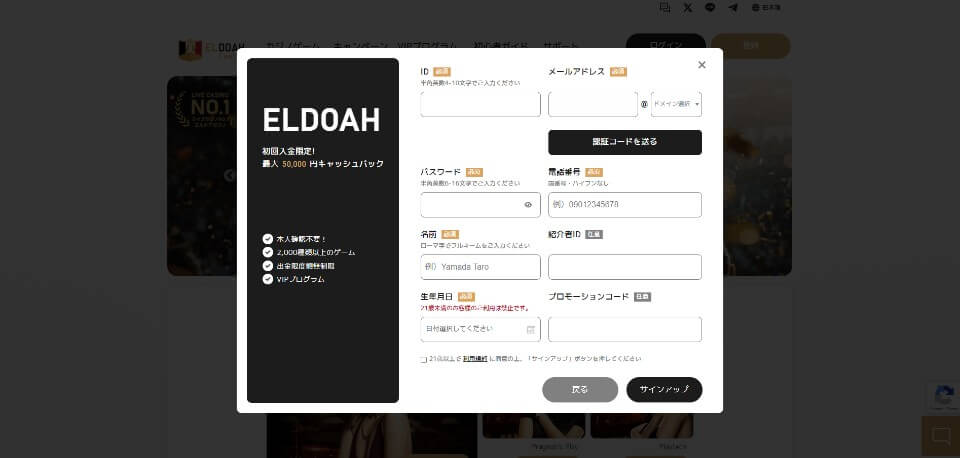 日本語
ELDOAH
カジノゲーム キャンペーン VIPプログラム 初心者ガイド サポート
ログイン
登録
LIVE CASINO
NO.1
ELDOAH
初回入金限定!
最大 50,000 円キャッシュバック
本人確認不要！
2,000種類以上のゲーム
出金限度額無制限
VIPプログラム
ID 必須
半角英数4-10文字でご入力ください
メールアドレス 必須
@ ドメイン選択
認証コードを送る
パスワード 必須
半角英数6-16文字でご入力ください
電話番号 必須
国番号・ハイフンなし
例）09012345678
名前 必須
ローマ字でフルネームをご入力ください
例）Yamada Taro
紹介者ID 任意
生年月日 必須
21歳未満のお客様のご利用は禁止です。
日付選択してください
プロモーションコード 任意
21歳以上で 利用規約 に同意の上、「サインアップ」ボタンを押してください
戻る
サインアップ
Pragmatic Play